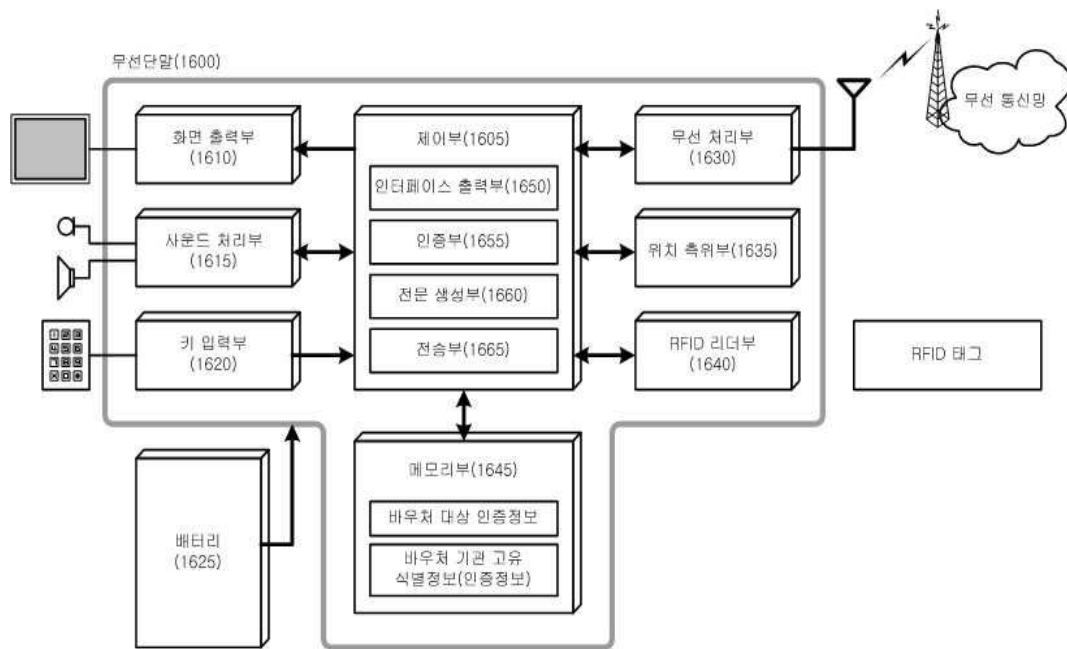 무선단말(1600)
무선 통신망
화면 출력부
(1610)
제어부(1605)
무선 처리부
(1630)
인터페이스 출력부(1650)
사운드 처리부
(1615)
인증부(1655)
위치 측위부(1635)
전문 생성부(1660)
키 입력부
(1620)
전송부(1665)
RFID 리더부
(1640)
RFID 태그
메모리부(1645)
바우처 대상 인증정보
배터리
(1625)
바우처 기관 고유
식별정보(인증정보)